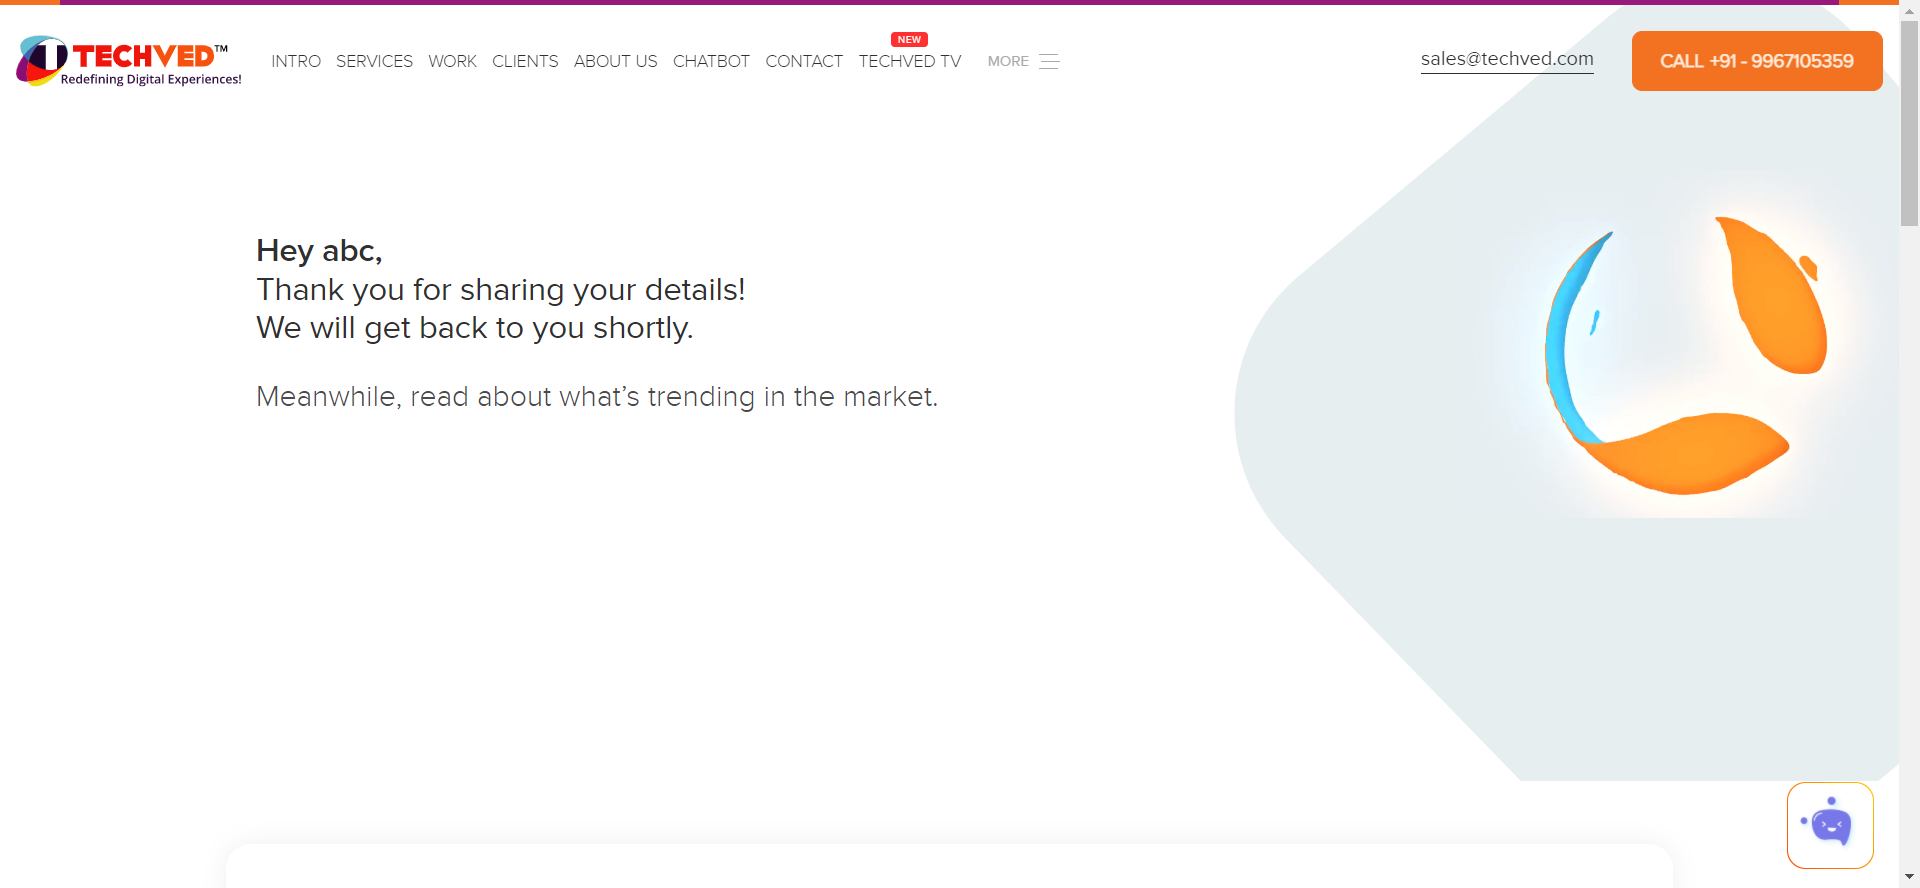 TECHVED™
Redefining Digital Experiences!
INTRO SERVICES WORK CLIENTS ABOUT US CHATBOT CONTACT TECHVED TV MORE
NEW
sales@techved.com
CALL +91 - 9967105359
Hey abc,
Thank you for sharing your details!
We will get back to you shortly.
Meanwhile, read about what’s trending in the market.